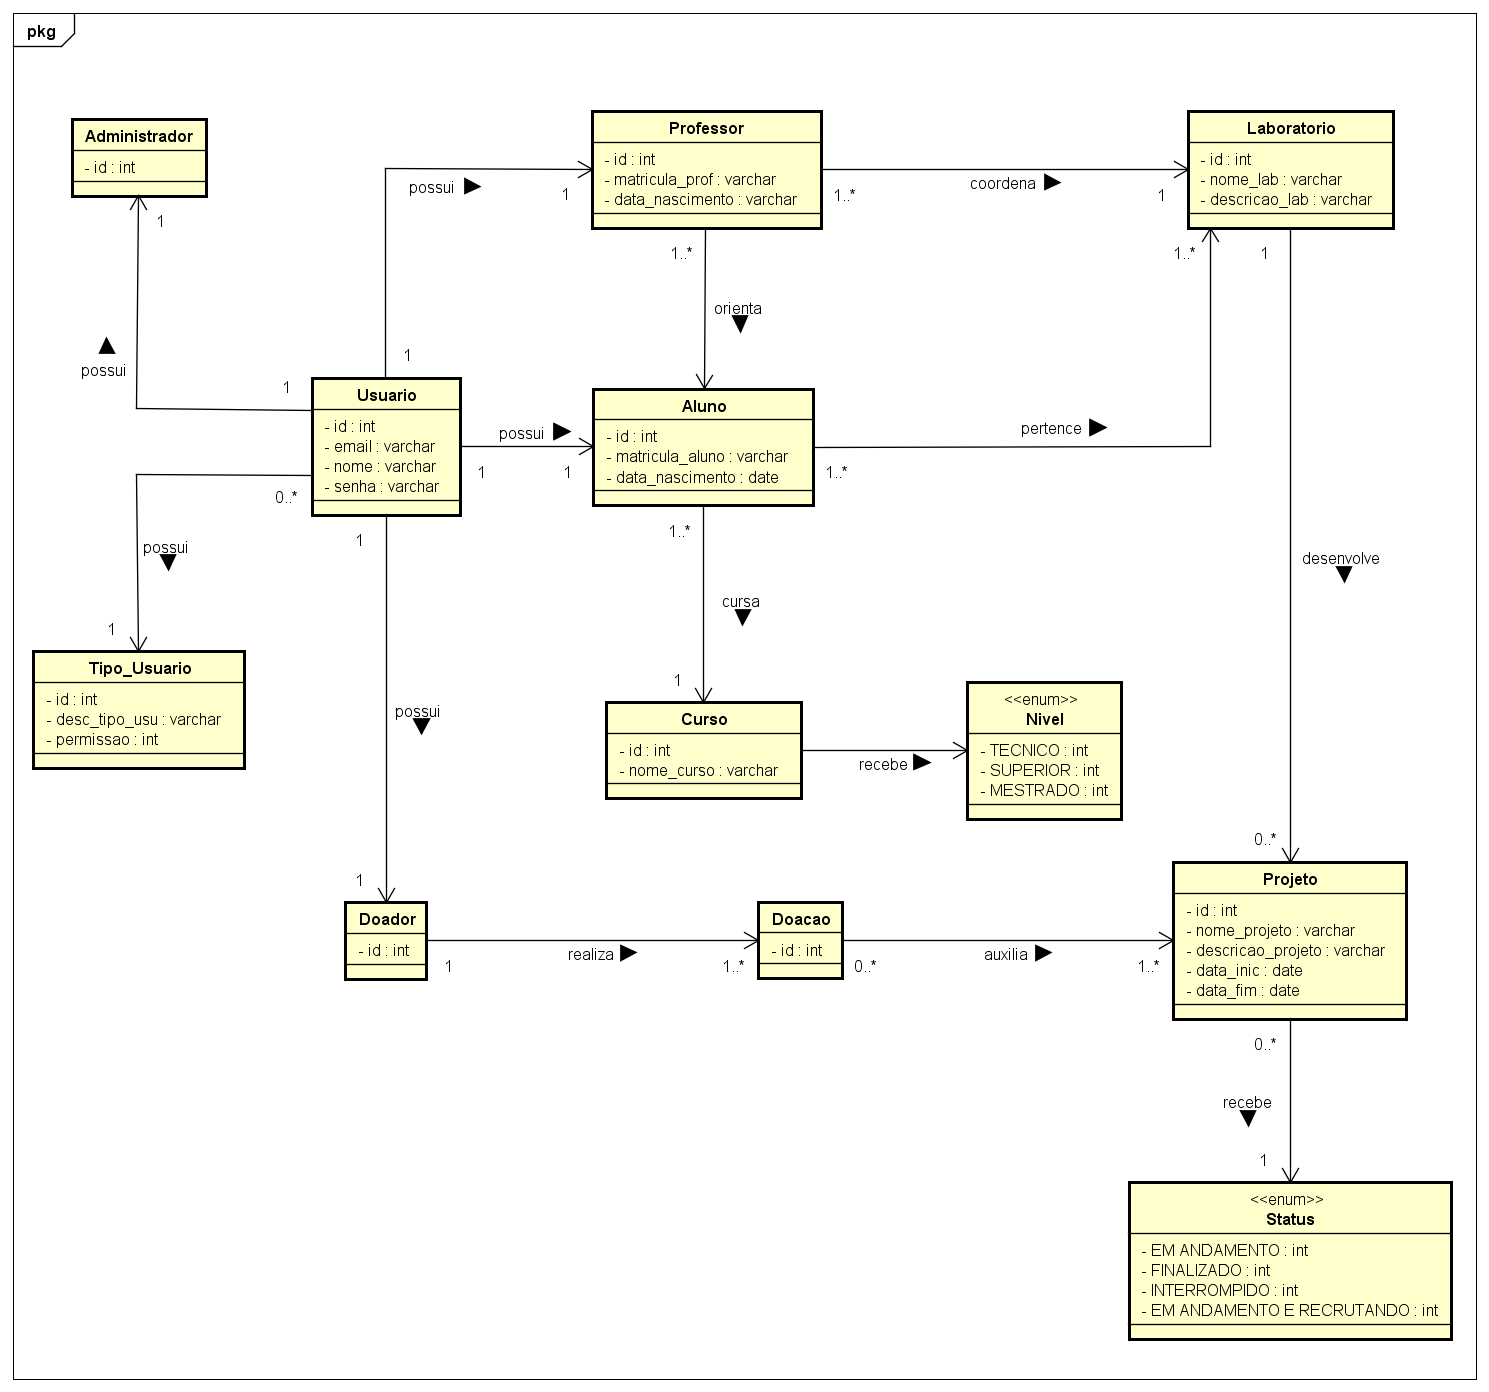 pkg
Administrador
- id : int
1
possui
Professor
- id : int
- matricula_prof : varchar
- data_nascimento : varchar
possui
1
1
1..*
coordena
1
Laboratorio
- id : int
- nome_lab : varchar
- descricao_lab : varchar
1..*
orienta
1..*
1
1
Usuario
- id : int
- email : varchar
- nome : varchar
- senha : varchar
possui
1
1
Aluno
- id : int
- matricula_aluno : varchar
- data_nascimento : date
pertence
1..*
0..*
possui
1
1
possui
1
1..*
cursa
1
desenvolve
0..*
Tipo_Usuario
- id : int
- desc_tipo_usu : varchar
- permissao : int
Curso
- id : int
- nome_curso : varchar
recebe
<<enum>>
Nivel
- TECNICO : int
- SUPERIOR : int
- MESTRADO : int
Doador
- id : int
1
realiza
1..*
Doacao
- id : int
0..*
auxilia
1..*
Projeto
- id : int
- nome_projeto : varchar
- descricao_projeto : varchar
- data_inic : date
- data_fim : date
0..*
recebe
1
<<enum>>
Status
- EM ANDAMENTO : int
- FINALIZADO : int
- INTERROMPIDO : int
- EM ANDAMENTO E RECRUTANDO : int